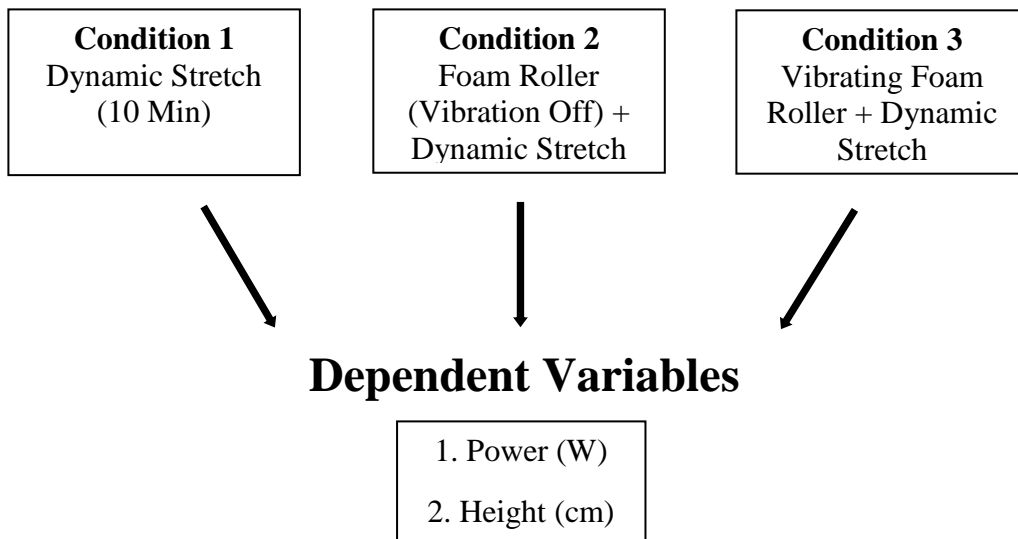 Condition 1
Dynamic Stretch
(10 Min)
Condition 2
Foam Roller
(Vibration Off) +
Dynamic Stretch
Condition 3
Vibrating Foam
Roller + Dynamic
Stretch
Dependent Variables
1. Power (W)
2. Height (cm)